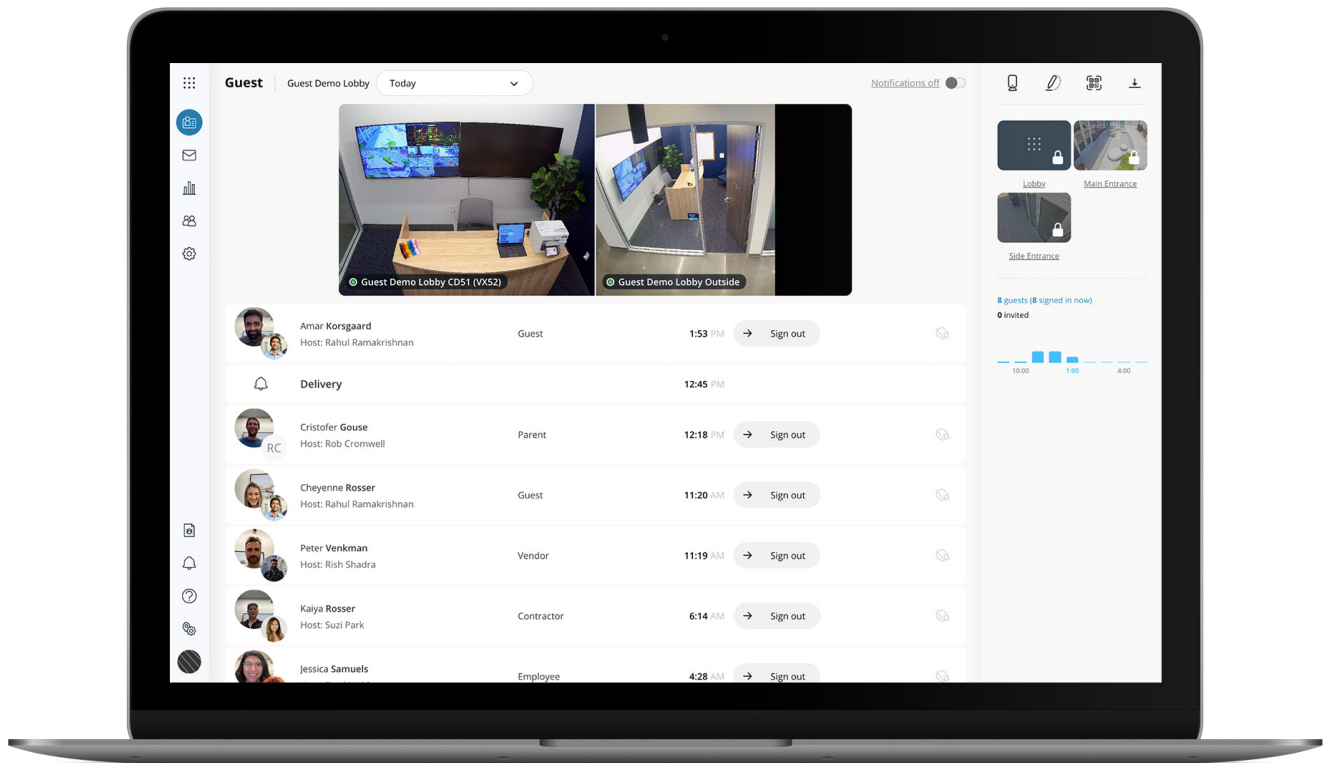 Guest
Guest Demo Lobby
Today
Notifications off
Guest Demo Lobby CD51 (VX52)
Guest Demo Lobby Outside
Lobby
Main Entrance
Side Entrance
8 guests (8 signed in now)
0 invited
10:00 1:00 4:00
Amar Korsgaard
Host: Rahul Ramakrishnan
Guest
1:53 PM
Sign out
Delivery
12:45 PM
Cristofer Gouse
Host: Rob Cromwell
RC
Parent
12:18 PM
Sign out
Cheyenne Rosser
Host: Rahul Ramakrishnan
Guest
11:20 AM
Sign out
Peter Venkman
Host: Rish Shadra
Vendor
11:19 AM
Sign out
Kaiya Rosser
Host: Suzi Park
Contractor
6:14 AM
Sign out
Jessica Samuels
Employee
4:28 AM
Sign out